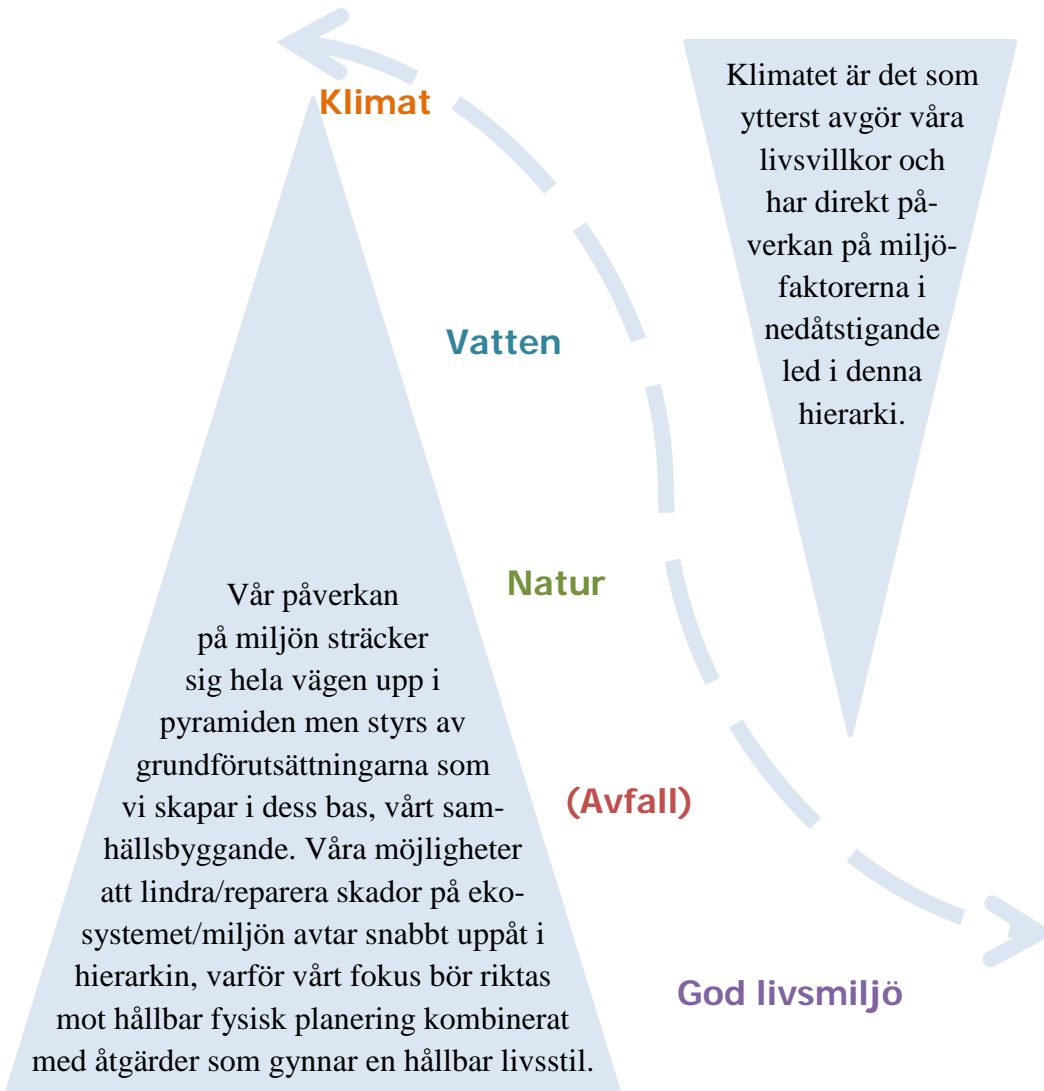 Klimat
Klimatet är det som
ytterst avgör våra
livsvillkor och
har direkt på-
verkan på miljö-
faktorerna i
nedåtstigande
led i denna
hierarki.
Vatten
Natur
Vår påverkan
på miljön sträcker
sig hela vägen upp i
pyramiden men styrs av
grundförutsättningarna som
vi skapar i dess bas, vårt sam-
hällsbyggande. Våra möjligheter
att lindra/reparera skador på eko-
systemet/miljön avtar snabbt uppåt i
hierarkin, varför vårt fokus bör riktas
mot hållbar fysisk planering kombinerat
med åtgärder som gynnar en hållbar livsstil.
(Avfall)
God livsmiljö